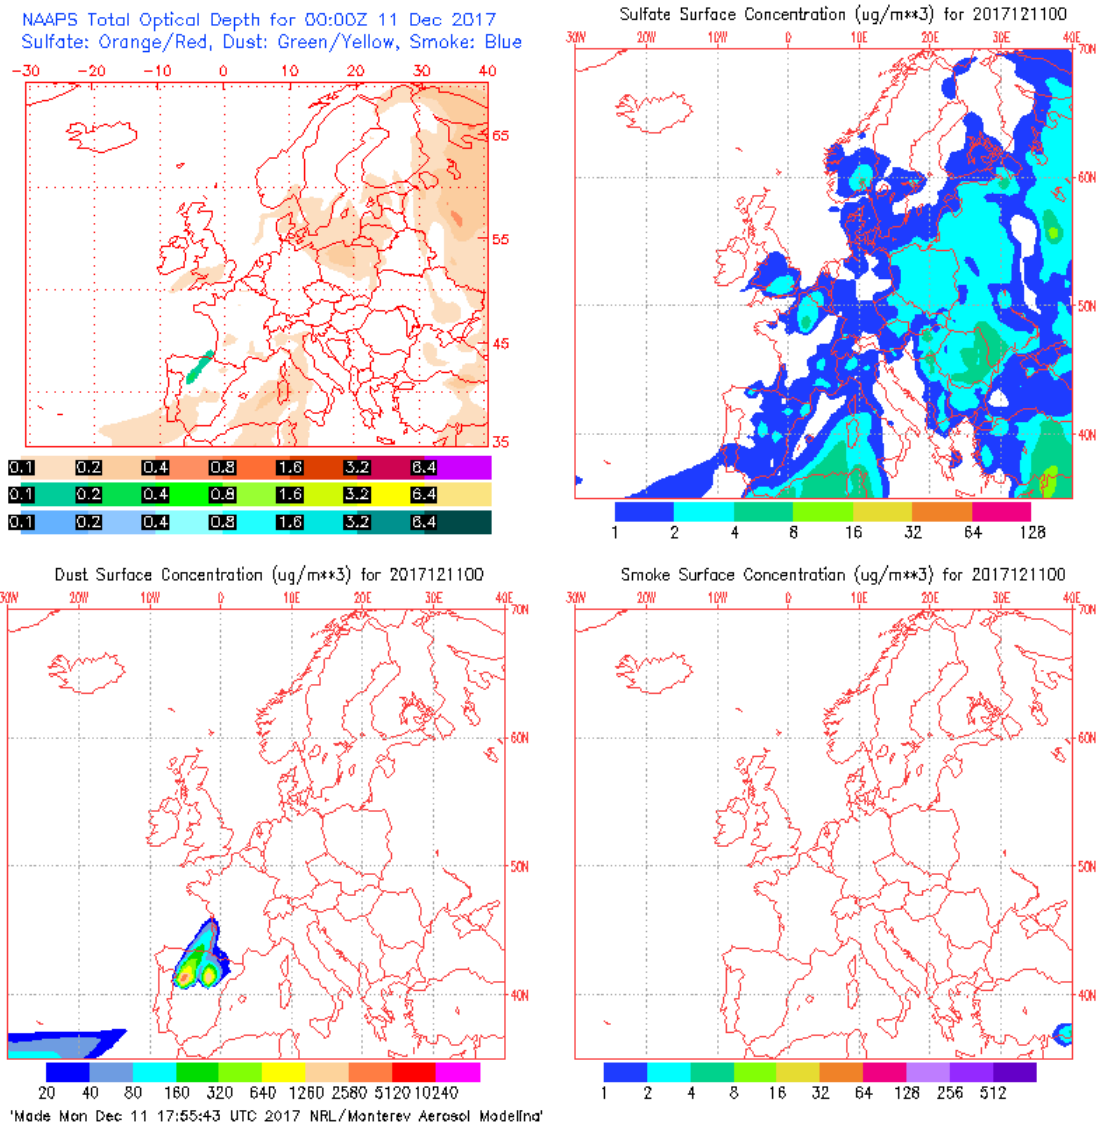 NAAPS Total Optical Depth for 00:00Z 11 Dec 2017
Sulfate: Orange/Red, Dust: Green/Yellow, Smoke: Blue
-30 -20 -10 0 10 20 30 40
65
55
45
35
0.1 0.2 0.4 0.8 1.6 3.2 6.4
0.1 0.2 0.4 0.8 1.6 3.2 6.4
0.1 0.2 0.4 0.8 1.6 3.2 6.4
Sulfate Surface Concentration (ug/m**3) for 2017121100
30W 20W 10W 0 10E 20E 30E 40E
70N
60N
50N
40N
1 2 4 8 16 32 64 128
Dust Surface Concentration (ug/m**3) for 2017121100
30W 20W 10W 0 10E 20E 30E 40E
70N
60N
50N
40N
20 40 80 160 320 640 1260 2580 5120 10240
Smoke Surface Concentration (ug/m**3) for 2017121100
30W 20W 10W 0 10E 20E 30E 40E
70N
60N
50N
40N
1 2 4 8 16 32 64 128 256 512
'Made Mon Dec 11 17:55:43 UTC 2017 NRL/Monterey Aerosol Modeling'